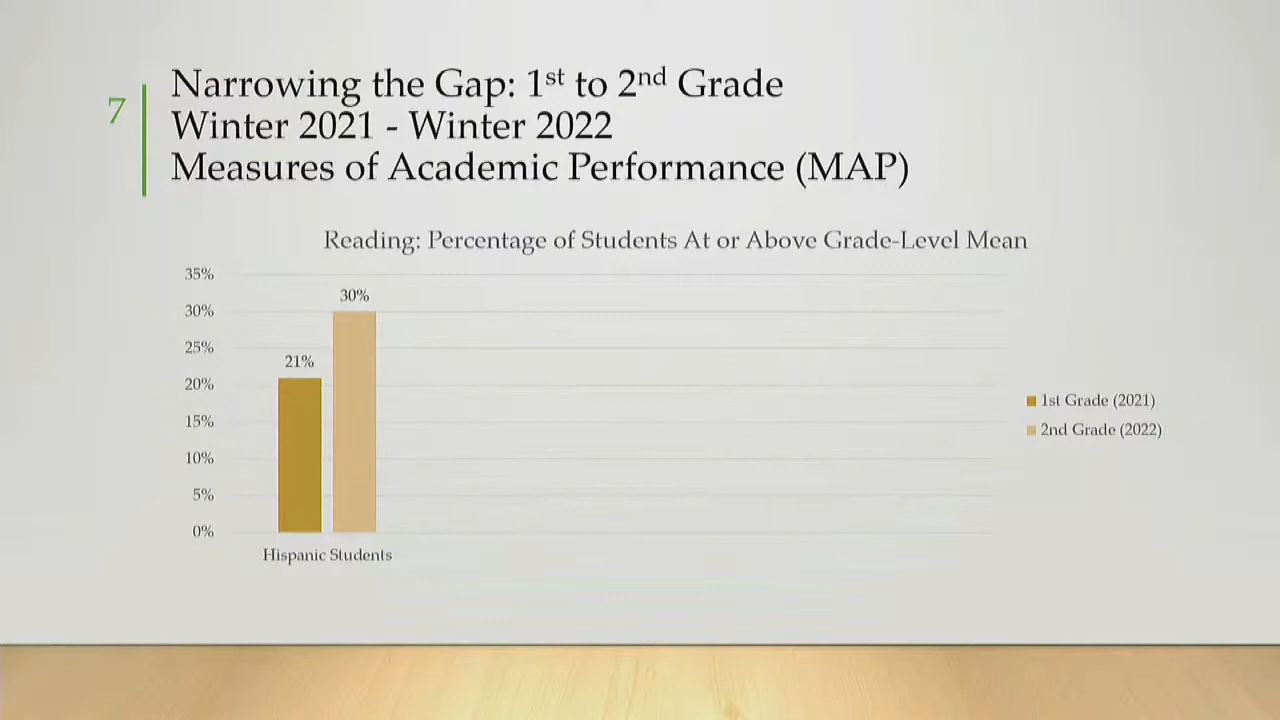 7
Narrowing the Gap: 1st to 2nd Grade
Winter 2021 - Winter 2022
Measures of Academic Performance (MAP)
Reading: Percentage of Students At or Above Grade-Level Mean
35%
30%
25%
20%
15%
10%
5%
0%
21%
30%
Hispanic Students
1st Grade (2021)
2nd Grade (2022)